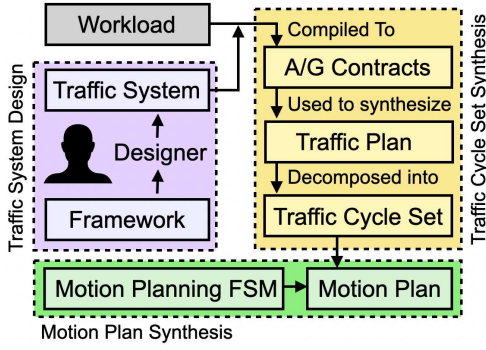 Workload
Compiled To
A/G Contracts
Used to synthesize
Traffic Plan
Decomposed into
Traffic Cycle Set
Traffic Cycle Set Synthesis
Traffic System Design
Traffic System
Designer
Framework
Motion Planning FSM
Motion Plan
Motion Plan Synthesis